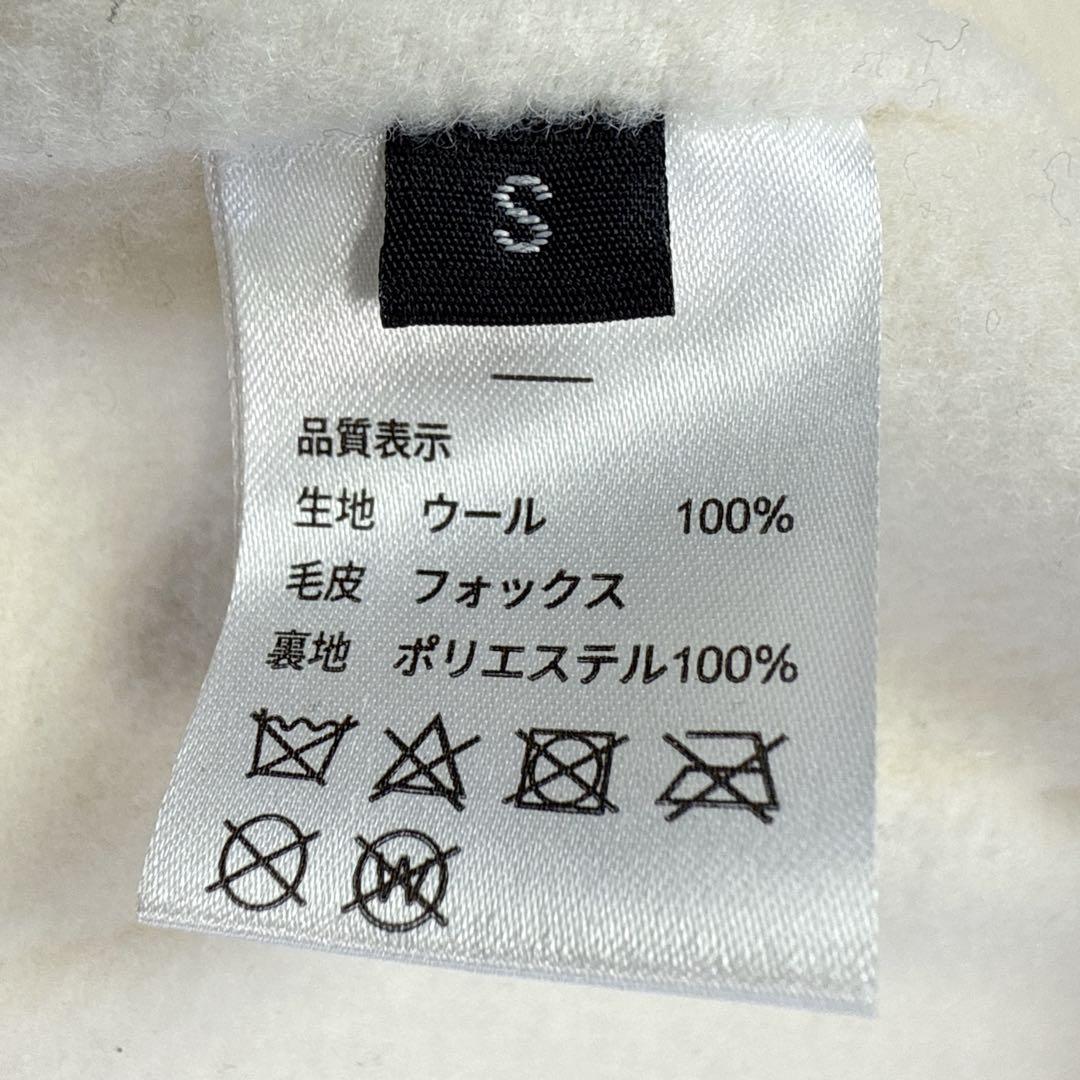 S
品質表示
生地 ウール 100%
毛皮 フォックス
裏地 ポリエステル100%
W